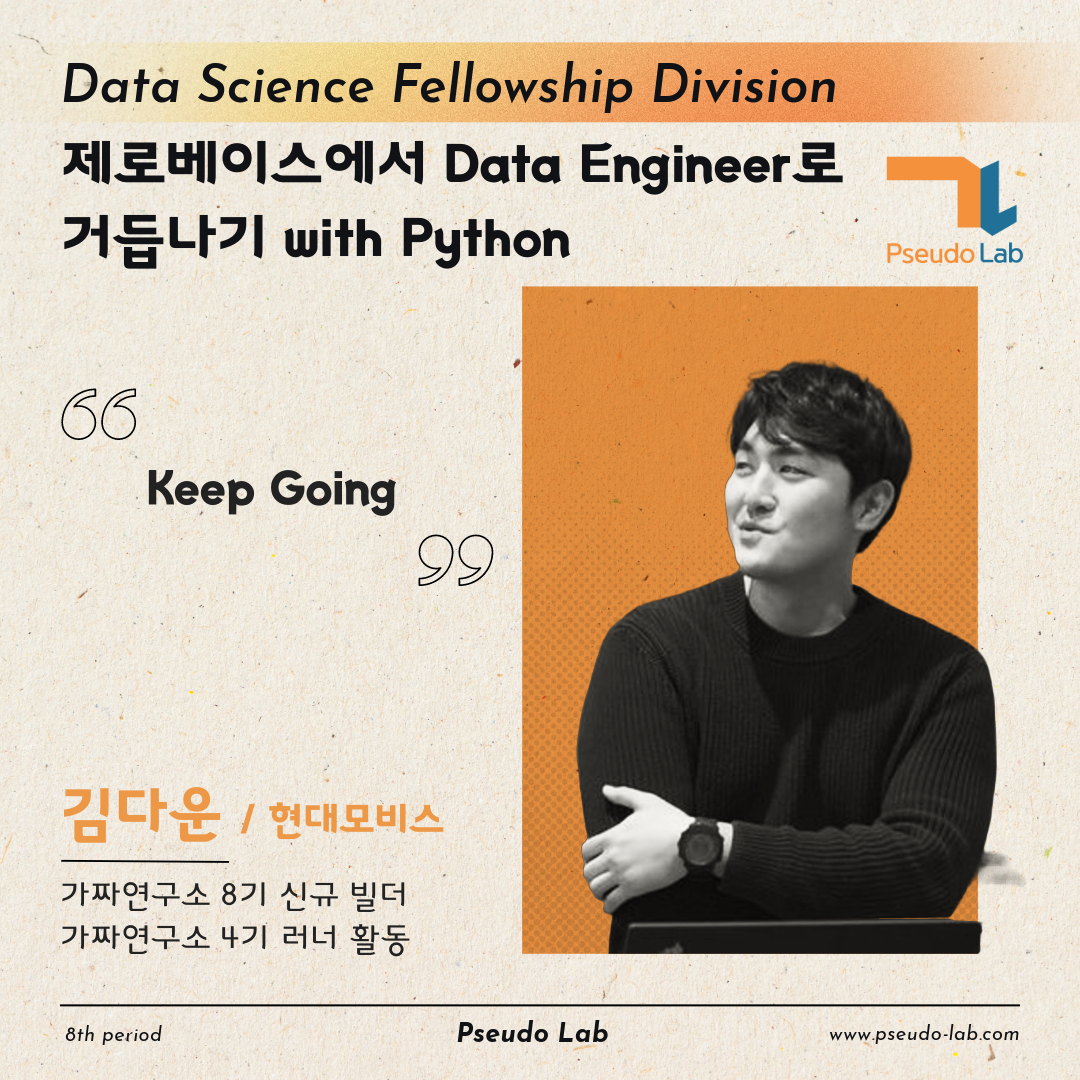 Data Science Fellowship Division
제로베이스에서 Data Engineer로
거듭나기 with Python
Pseudo Lab
“
Keep Going
”
김다운 / 현대모비스
가짜연구소 8기 신규 빌더
가짜연구소 4기 러너 활동
8th period
Pseudo Lab
www.pseudo-lab.com